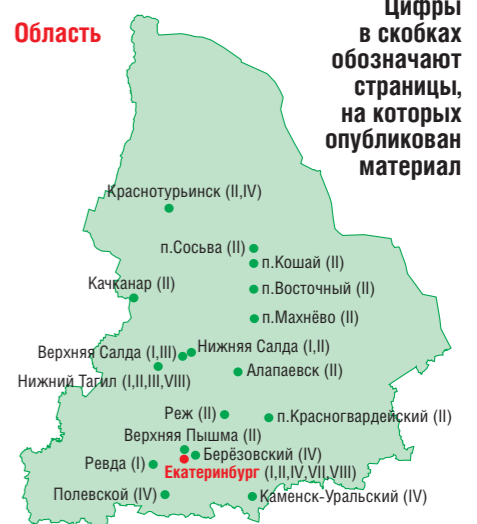 Область
Цифры
в скобках
обозначают
страницы,
на которых
опубликован
материал
Краснотурьинск (II,IV)
п.Сосьва (II)
п.Кошай (II)
Качканар (II)
п.Восточный (II)
п.Махнёво (II)
Верхняя Салда (I,III)
Нижняя Салда (I,II)
Нижний Тагил (I,II,III,VIII)
Алапаевск (II)
Реж (II)
п.Красногвардейский (II)
Верхняя Пышма (II)
Берёзовский (IV)
Ревда (I)
Екатеринбург (I,II,IV,VII,VIII)
Полевской (IV)
Каменск-Уральский (IV)